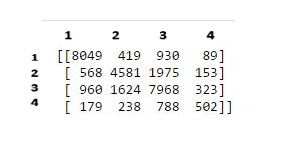 1 2 3 4
1 [[8049 419 930 89]
2 [ 568 4581 1975 153]
3 [ 960 1624 7968 323]
4 [ 179 238 788 502]]